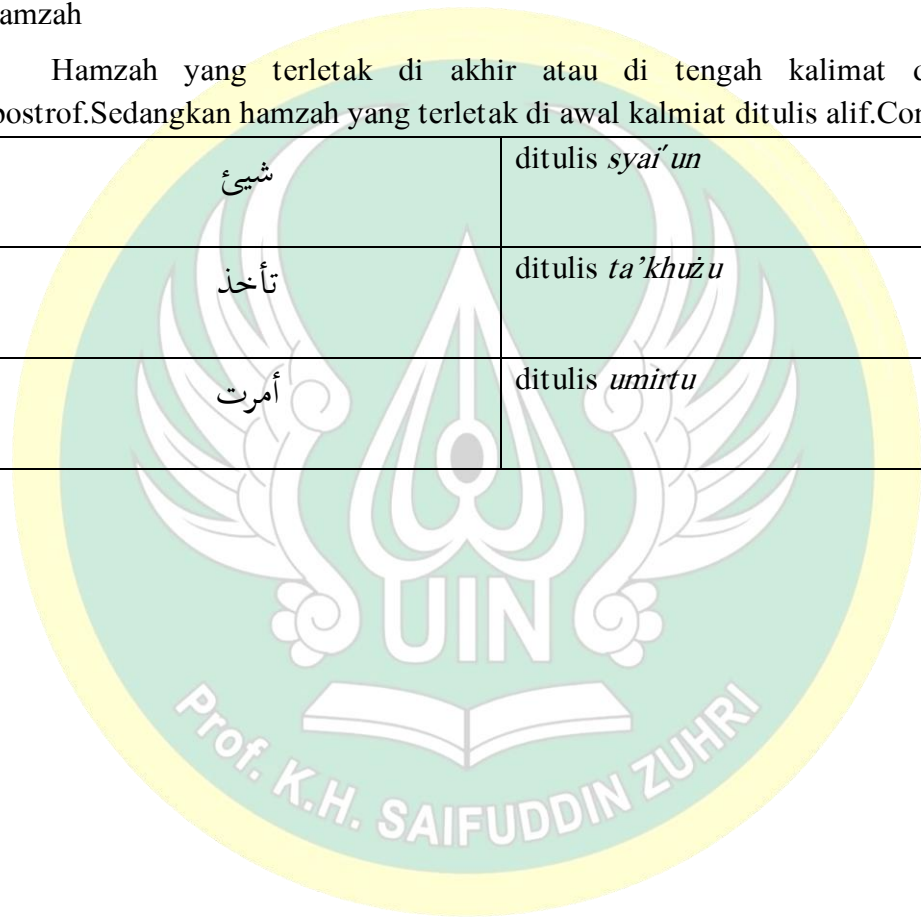 amzah
Hamzah yang terletak di akhir atau di tengah kalimat d
postrof.Sedangkan hamzah yang terletak di awal kalmiat ditulis alif.Con
شيئ ditulis syai΄un
تأخذ ditulis ta’khużu
أمرت ditulis umirtu
UIN
Prof. K.H. SAIFUDDIN ZUHRI